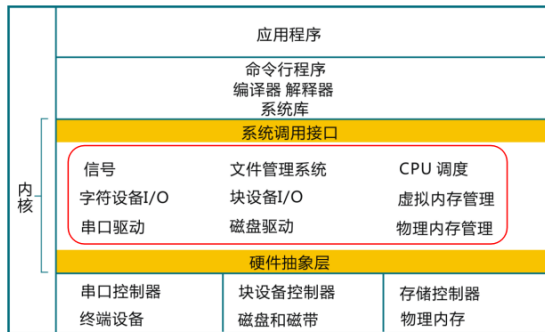 应用程序
命令行程序
编译器 解释器
系统库
系统调用接口
内核
信号 文件管理系统 CPU 调度
字符设备I/O 块设备I/O 虚拟内存管理
串口驱动 磁盘驱动 物理内存管理
硬件抽象层
串口控制器 块设备控制器 存储控制器
终端设备 磁盘和磁带 物理内存